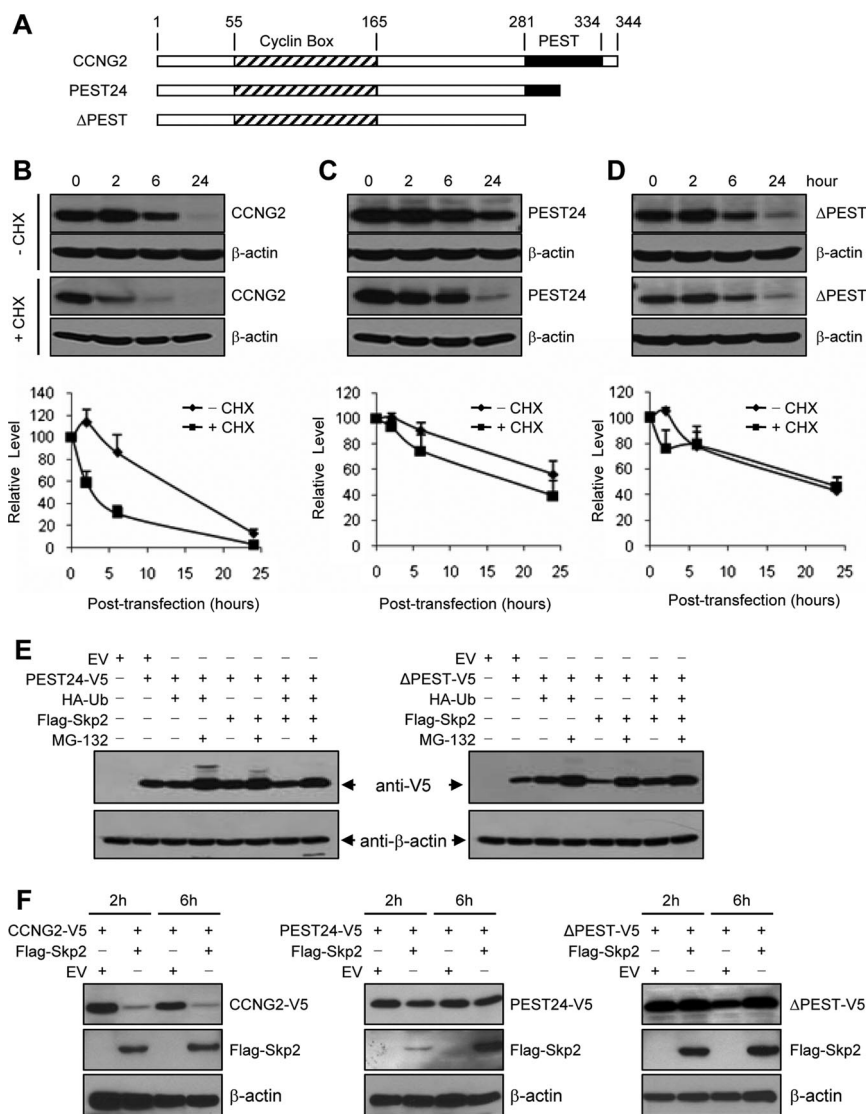 A
1 55 165 281 334 344
Cyclin Box PEST
CCNG2
PEST24
ΔPEST
B
0 2 6 24
- CHX
CCNG2
β-actin
+ CHX
CCNG2
β-actin
C
0 2 6 24
PEST24
β-actin
PEST24
β-actin
D
0 2 6 24 hour
ΔPEST
β-actin
ΔPEST
β-actin
Relative Level
140
120
100
80
60
40
20
0
– CHX
+ CHX
0 5 10 15 20 25
Post-transfection (hours)
Relative Level
120
100
80
60
40
20
0
– CHX
+ CHX
0 5 10 15 20 25
Post-transfection (hours)
Relative Level
120
100
80
60
40
20
0
– CHX
+ CHX
0 5 10 15 20 25
Post-transfection (hours)
E
EV + + – – – – – –
PEST24-V5 – + + + + + + +
HA-Ub – – + + – – + +
Flag-Skp2 – – – – + + + +
MG-132 + + +
EV + + – – – – – –
ΔPEST-V5 – + + + + + + +
HA-Ub – – + + – – + +
Flag-Skp2 – – – – + + + +
MG-132 + + +
anti-V5
anti-β-actin
F
2h 6h
CCNG2-V5 + + + +
Flag-Skp2 – + – +
EV + – + –
CCNG2-V5
Flag-Skp2
β-actin
2h 6h
PEST24-V5 + + + +
Flag-Skp2 – + – +
EV + – + –
PEST24-V5
Flag-Skp2
β-actin
2h 6h
ΔPEST-V5 + + + +
Flag-Skp2 – + – +
EV + – + –
ΔPEST-V5
Flag-Skp2
β-actin